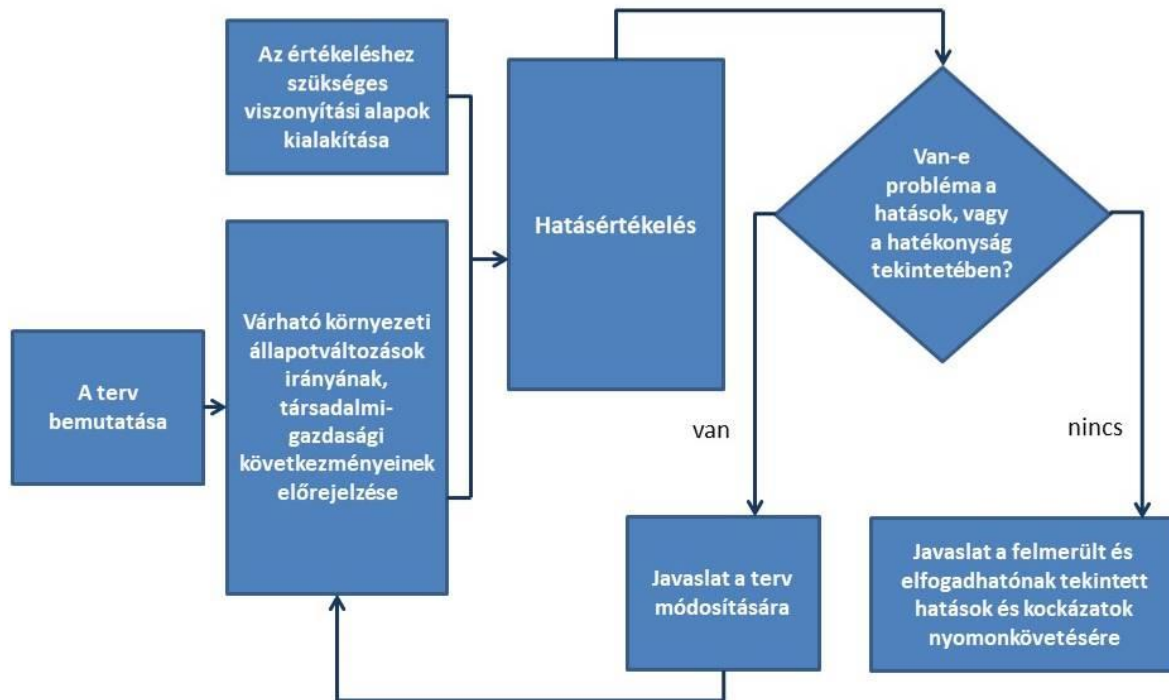 A terv
bemutatása
Az értékeléshez
szükséges
viszonyítási alapok
kialakítása
Várható környezeti
állapotváltozások
irányának,
társadalmi-
gazdasági
következményeinek
előrejelzése
Hatásértékelés
Van-e
probléma a
hatások, vagy
a hatékonyság
tekintetében?
van
nincs
Javaslat a terv
módosítására
Javaslat a felmerült és
elfogadhatónak tekintett
hatások és kockázatok
nyomonkövetésére